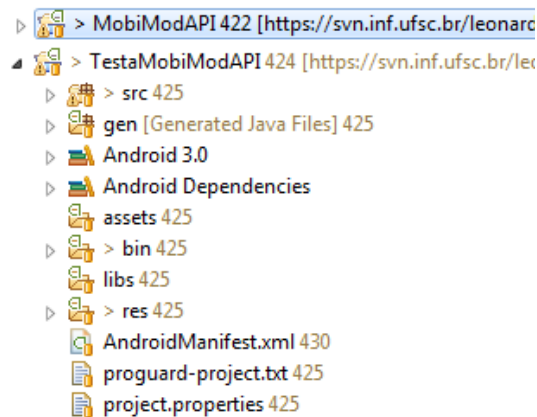 > MobiModAPI 422 [https://svn.inf.ufsc.br/leonard
> TestaMobiModAPI 424 [https://svn.inf.ufsc.br/leo
> src 425
gen [Generated Java Files] 425
Android 3.0
Android Dependencies
assets 425
> bin 425
libs 425
> res 425
AndroidManifest.xml 430
proguard-project.txt 425
project.properties 425